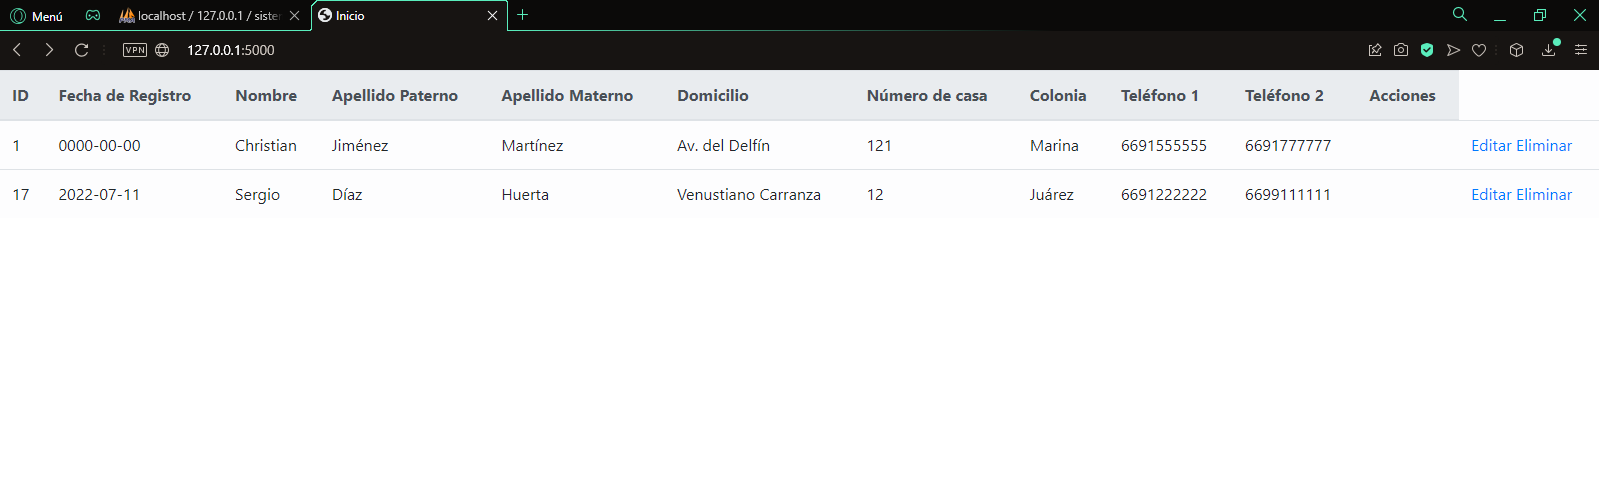 Menú localhost / 127.0.0.1 / siste Inicio
VPN 127.0.0.1:5000
ID Fecha de Registro Nombre Apellido Paterno Apellido Materno Domicilio Número de casa Colonia Teléfono 1 Teléfono 2 Acciones
1 0000-00-00 Christian Jiménez Martínez Av. del Delfín 121 Marina 6691555555 6691777777 Editar Eliminar
17 2022-07-11 Sergio Díaz Huerta Venustiano Carranza 12 Juárez 6691222222 6699111111 Editar Eliminar